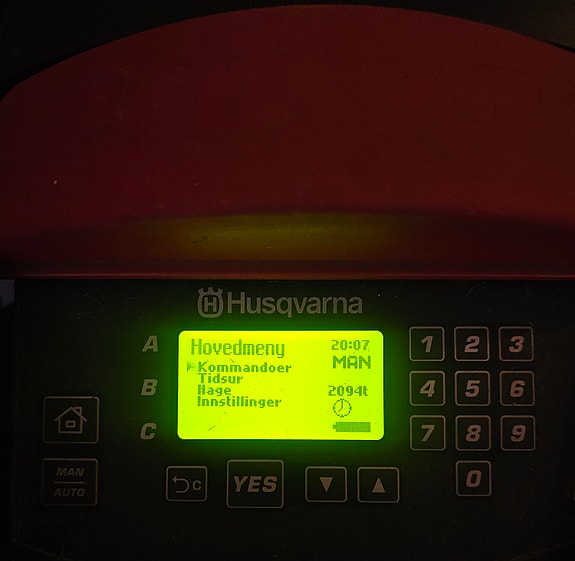 Husqvarna
A
B
C
Hovedmeny 20:07
Kommandoer MAN
Tidsur
Hage 2094t
Innstillinger
1 2 3
4 5 6
7 8 9
0
MAN
AUTO
C
YES